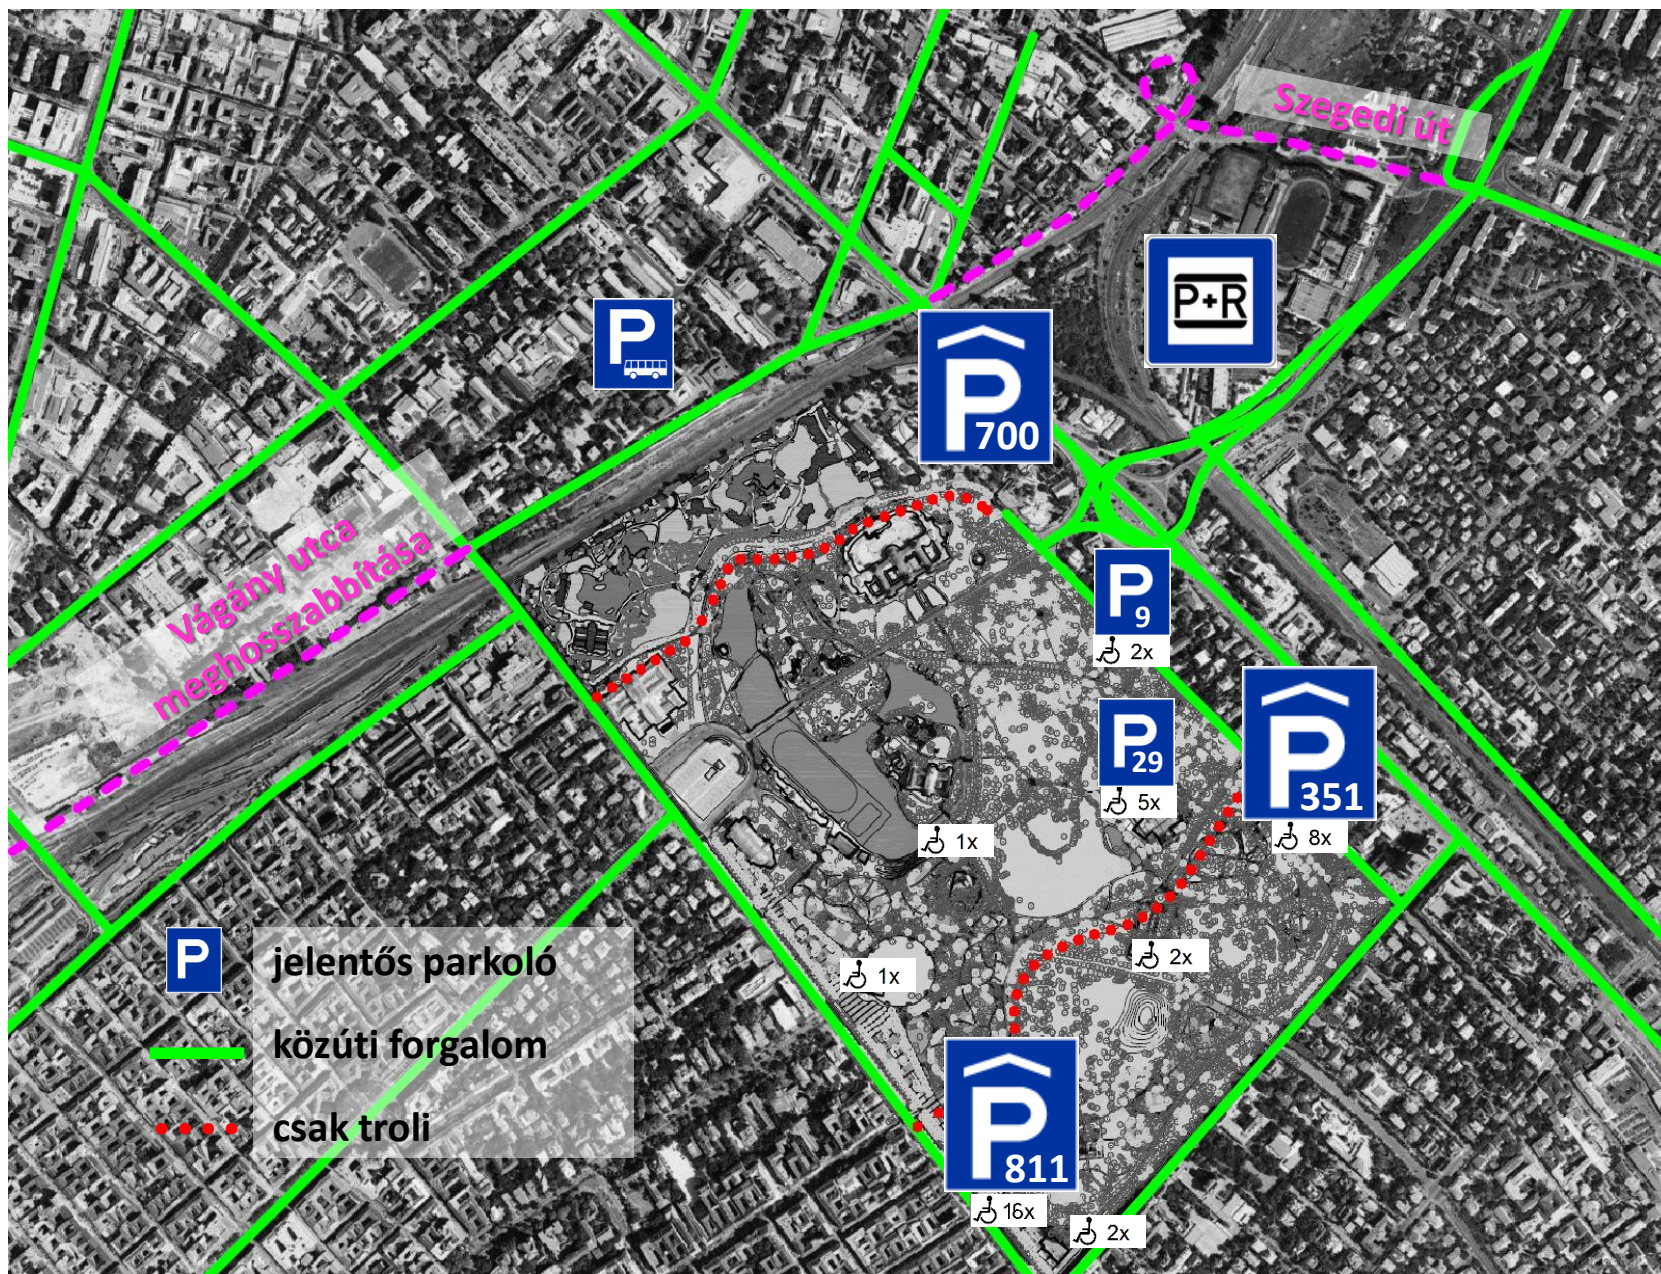 Szegedi út
P+R
P
P
700
Vágány utca
meghosszabbítása
P
9
2x
P
29
5x
P
351
8x
1x
2x
1x
P
jelentős parkoló
közúti forgalom
csak troli
P
811
16x
2x